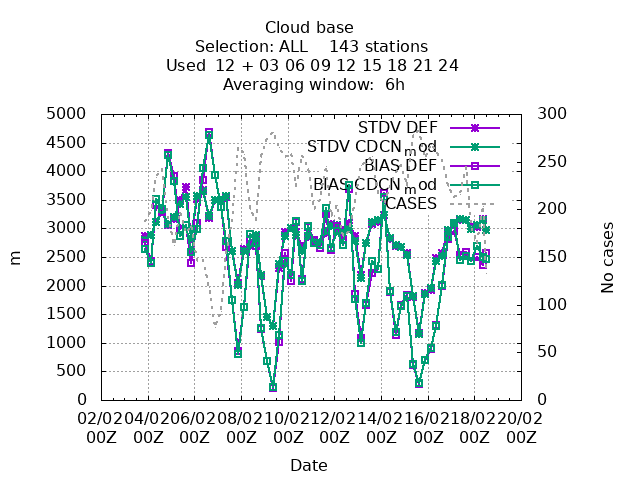 Cloud base
Selection: ALL    143 stations
Used  12 + 03 06 09 12 15 18 21 24
Averaging window:  6h
STDV DEF
STDV CDCN_mod
BIAS DEF
BIAS CDCN_mod
CASES
5000
4500
4000
3500
3000
2500
2000
1500
1000
500
0
m
300
250
200
150
100
50
0
No cases
02/02 04/02 06/02 08/02 10/02 12/02 14/02 16/02 18/02 20/02
00Z 00Z 00Z 00Z 00Z 00Z 00Z 00Z 00Z 00Z
Date